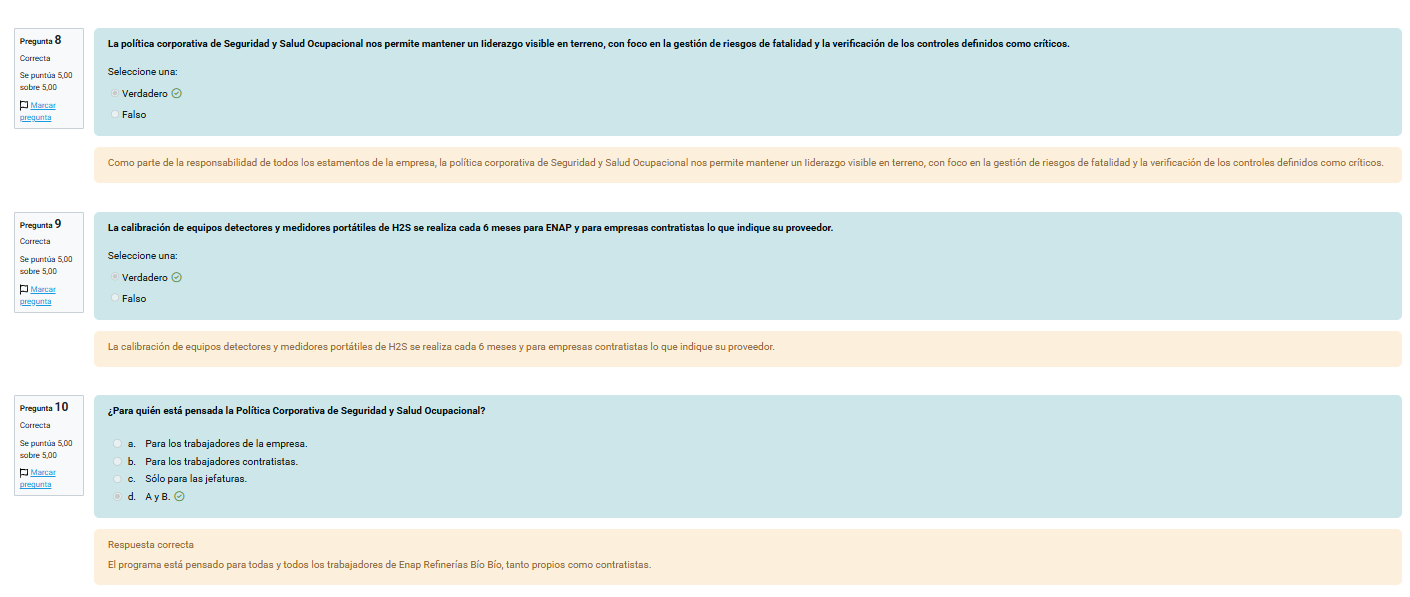 Pregunta 8
Correcta
Se puntúa 5,00
sobre 5,00
Marcar
pregunta
La política corporativa de Seguridad y Salud Ocupacional nos permite mantener un liderazgo visible en terreno, con foco en la gestión de riesgos de fatalidad y la verificación de los controles definidos como críticos.
Seleccione una:
Verdadero
Falso
Como parte de la responsabilidad de todos los estamentos de la empresa, la política corporativa de Seguridad y Salud Ocupacional nos permite mantener un liderazgo visible en terreno, con foco en la gestión de riesgos de fatalidad y la verificación de los controles definidos como críticos.
Pregunta 9
Correcta
Se puntúa 5,00
sobre 5,00
Marcar
pregunta
La calibración de equipos detectores y medidores portátiles de H2S se realiza cada 6 meses para ENAP y para empresas contratistas lo que indique su proveedor.
Seleccione una:
Verdadero
Falso
La calibración de equipos detectores y medidores portátiles de H2S se realiza cada 6 meses y para empresas contratistas lo que indique su proveedor.
Pregunta 10
Correcta
Se puntúa 5,00
sobre 5,00
Marcar
pregunta
¿Para quién está pensada la Política Corporativa de Seguridad y Salud Ocupacional?
a. Para los trabajadores de la empresa.
b. Para los trabajadores contratistas.
c. Sólo para las jefaturas.
d. A y B.
Respuesta correcta
El programa está pensado para todas y todos los trabajadores de Enap Refinerías Bío Bío, tanto propios como contratistas.